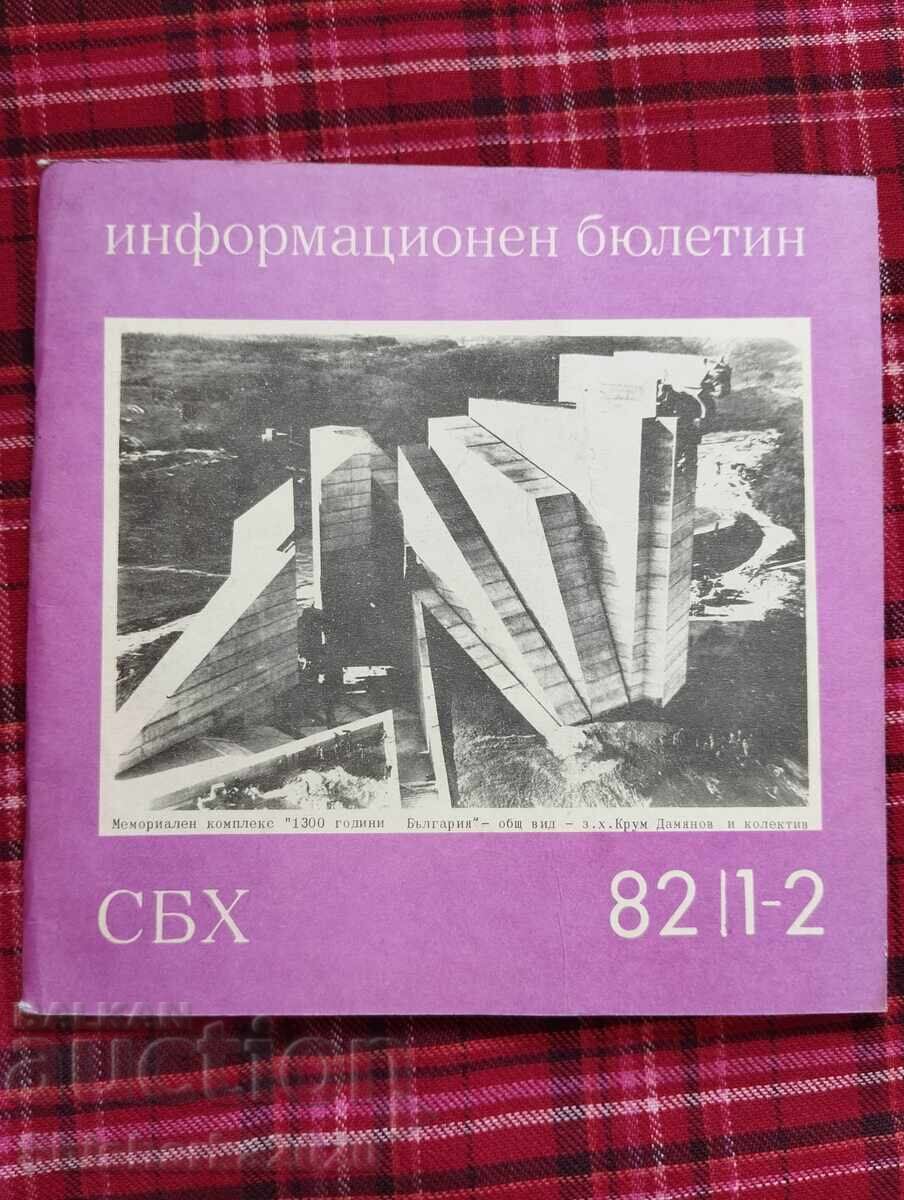 информационен бюлетин
Мемориален комплекс "1300 години България"- общ вид - з.х.Крум Дамянов и колектив
СБХ 82|1-2
BALKAN
auction